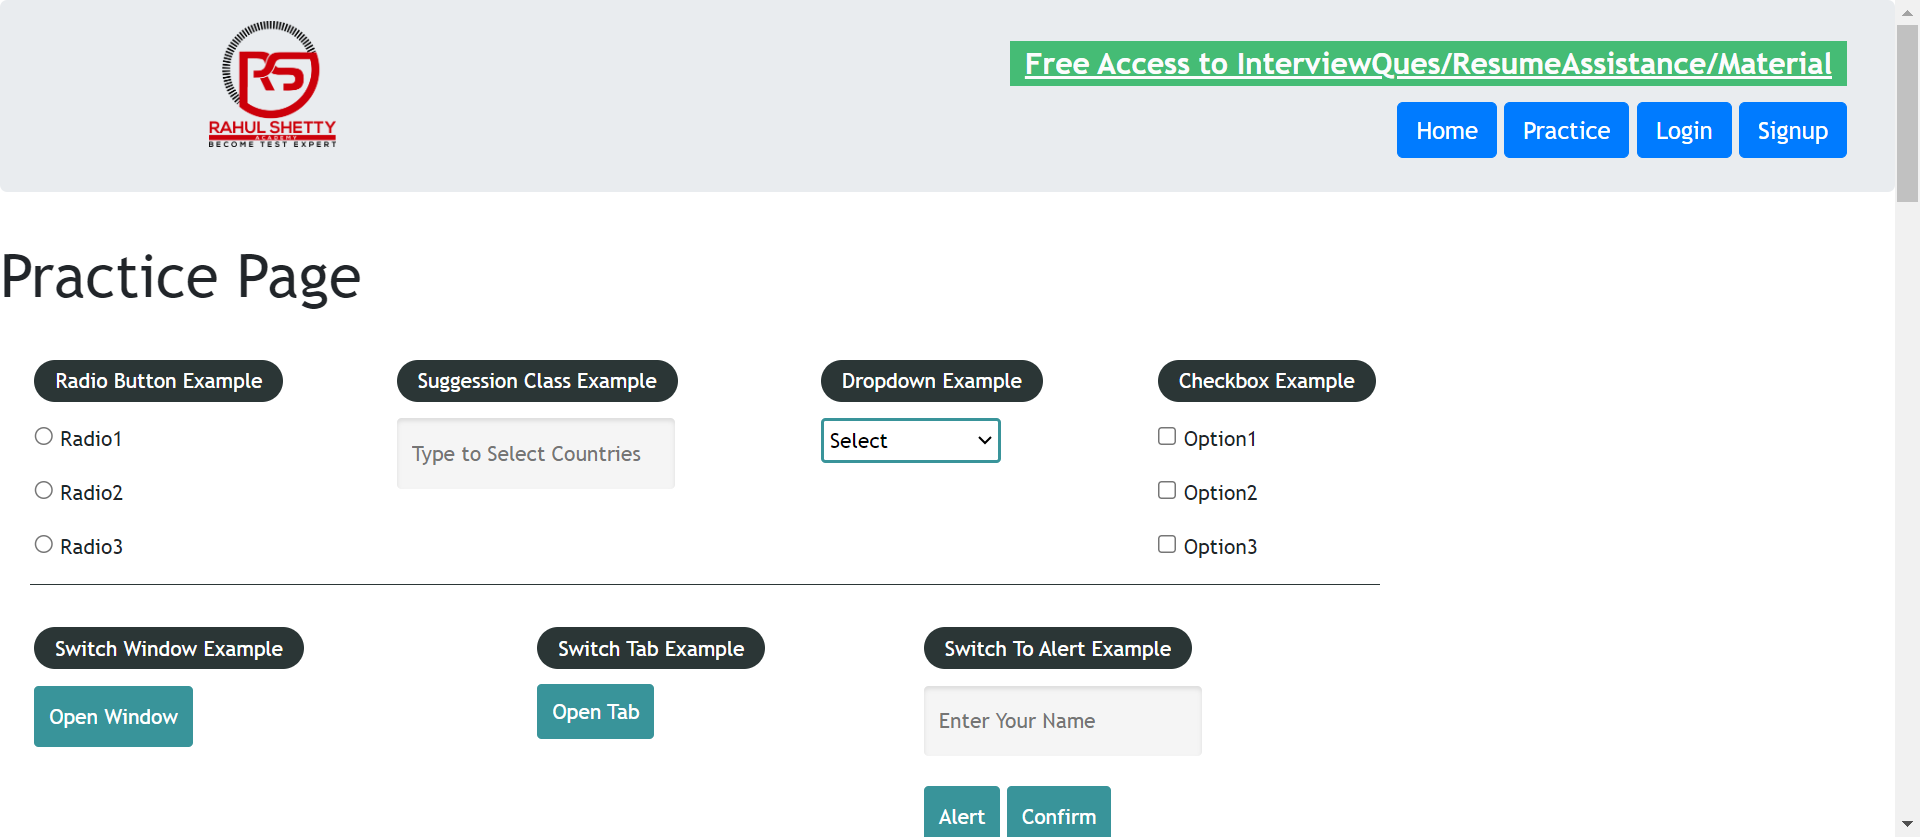 RAHUL SHETTY
ACADEMY
BECOME TEST EXPERT
Free Access to InterviewQues/ResumeAssistance/Material
Home Practice Login Signup
Practice Page
Radio Button Example Suggession Class Example Dropdown Example Checkbox Example
Radio1 Type to Select Countries Select Option1
Radio2 Option2
Radio3 Option3
Switch Window Example Switch Tab Example Switch To Alert Example
Open Window Open Tab Enter Your Name
Alert Confirm